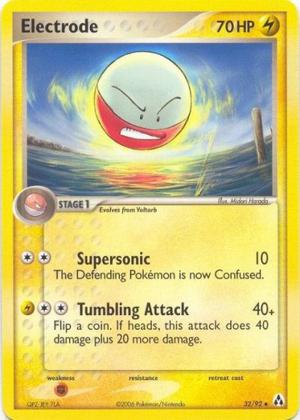 Electrode 70 HP
Illus. Midori Harada
STAGE 1
Evolves from Voltorb
Supersonic 10
The Defending Pokémon is now Confused.
Tumbling Attack 40+
Flip a coin. If heads, this attack does 40
damage plus 20 more damage.
weakness resistance retreat cost
©2006 Pokémon/Nintendo 32/92